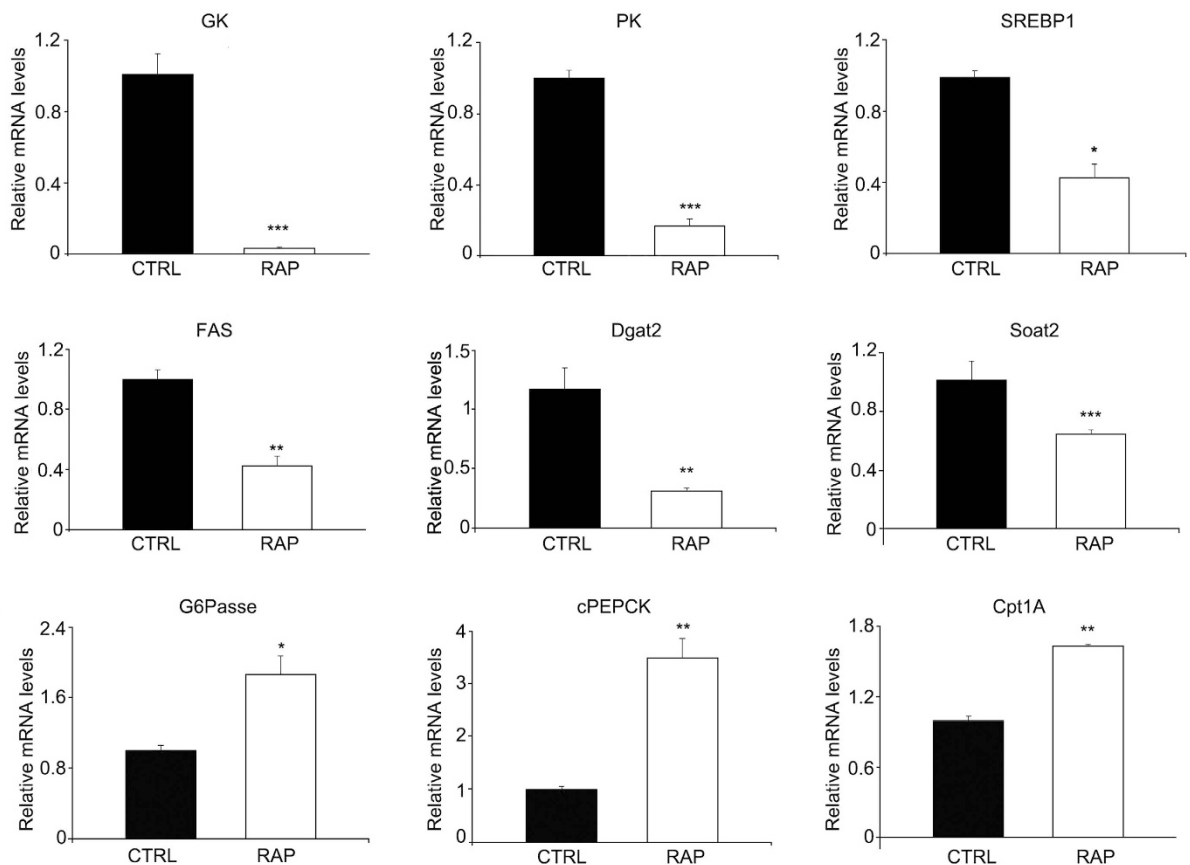 GK
PK
SREBP1
Relative mRNA levels
1.2
0.8
0.4
0
***
CTRL
RAP
Relative mRNA levels
1.2
0.8
0.4
0
***
CTRL
RAP
Relative mRNA levels
1.2
0.8
0.4
0
*
CTRL
RAP
FAS
Dgat2
Soat2
Relative mRNA levels
1.2
0.8
0.4
0
**
CTRL
RAP
Relative mRNA levels
1.5
1
0.5
0
**
CTRL
RAP
Relative mRNA levels
1.2
0.8
0.4
0
***
CTRL
RAP
G6Passe
cPEPCK
Cpt1A
Relative mRNA levels
2.4
1.6
0.8
0
*
CTRL
RAP
Relative mRNA levels
4
3
2
1
0
**
CTRL
RAP
Relative mRNA levels
1.8
1.2
0.6
0
**
CTRL
RAP